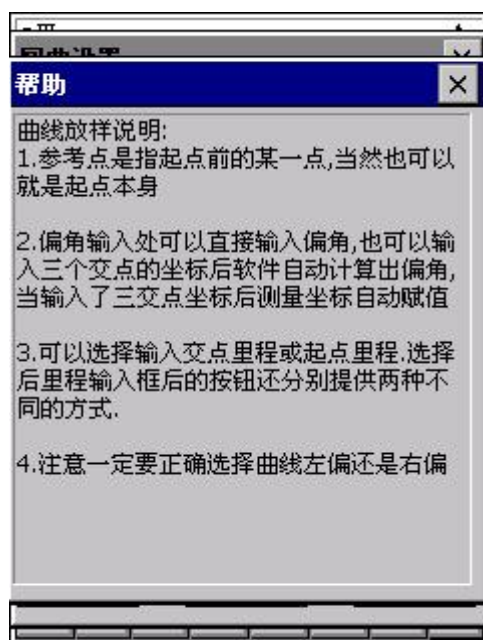 帮助
曲线放样说明:
1.参考点是指起点前的某一点,当然也可以
就是起点本身
2.偏角输入处可以直接输入偏角,也可以输
入三个交点的坐标后软件自动计算出偏角,
当输入了三交点坐标后测量坐标自动赋值
3.可以选择输入交点里程或起点里程.选择
后里程输入框后的按钮还分别提供两种不
同的方式.
4.注意一定要正确选择曲线左偏还是右偏